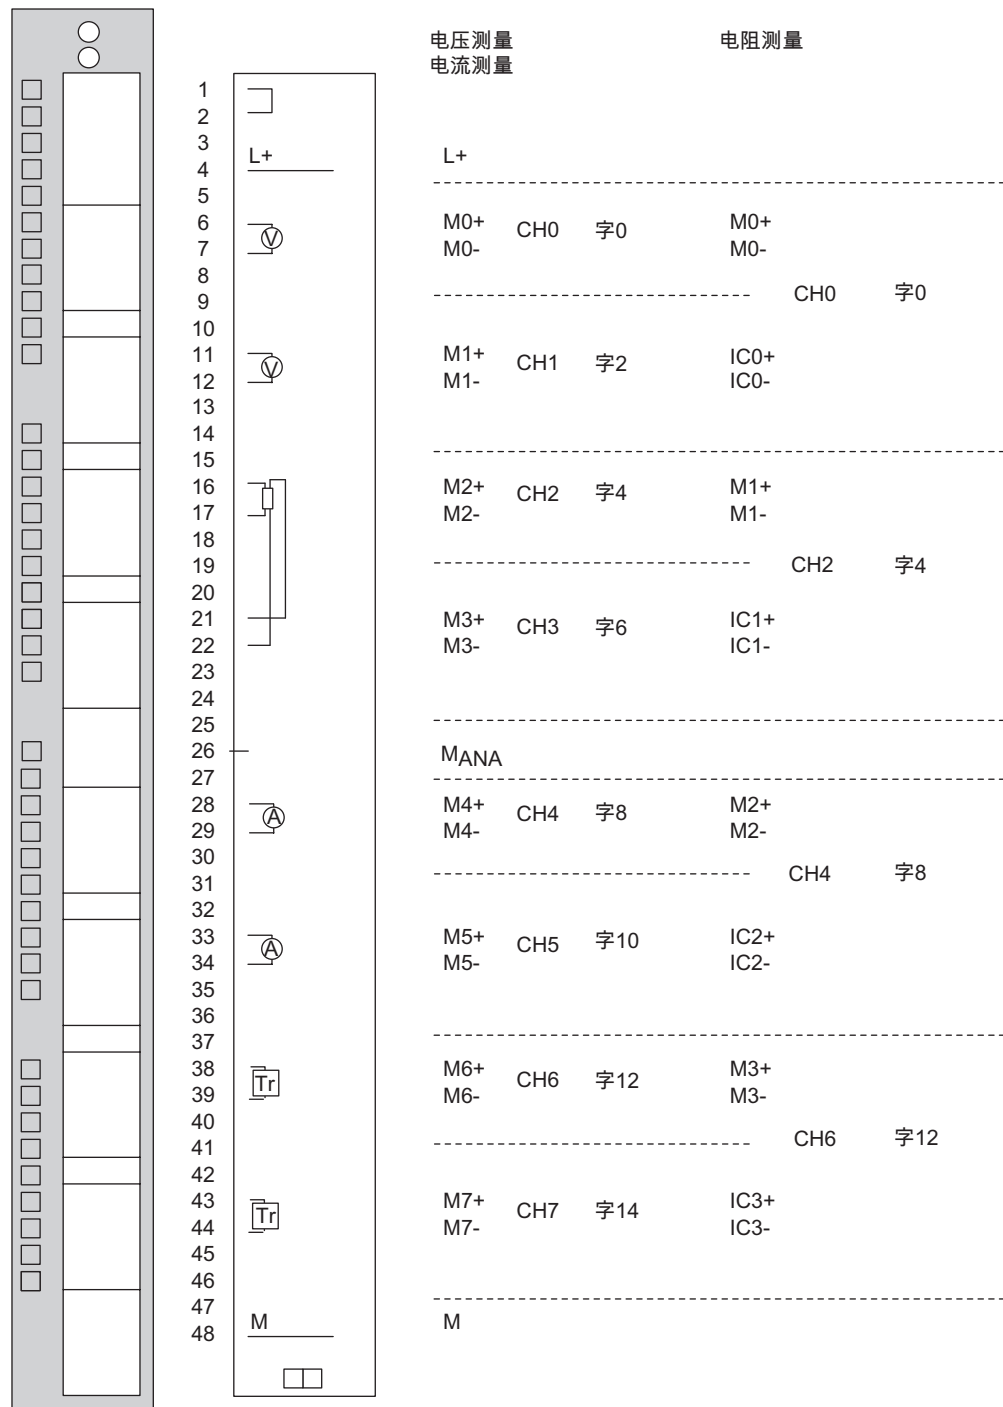 电压测量 电阻测量
电流测量
1
2
3
L+ L+
4
5
6 M0+ CH0 字0 M0+
7 V M0- M0-
8
9 CH0 字0
10
11 M1+ CH1 字2 IC0+
12 V M1- IC0-
13
14
15
16 M2+ CH2 字4 M1+
17 M2- M1-
18
19 CH2 字4
20
21 M3+ CH3 字6 IC1+
22 M3- IC1-
23
24
25
26 MANA
27
28 M4+ CH4 字8 M2+
29 A M4- M2-
30
31 CH4 字8
32
33 M5+ CH5 字10 IC2+
34 A M5- IC2-
35
36
37
38 M6+ CH6 字12 M3+
39 Tr M6- M3-
40
41 CH6 字12
42
43 M7+ CH7 字14 IC3+
44 Tr M7- IC3-
45
46
47
M M
48